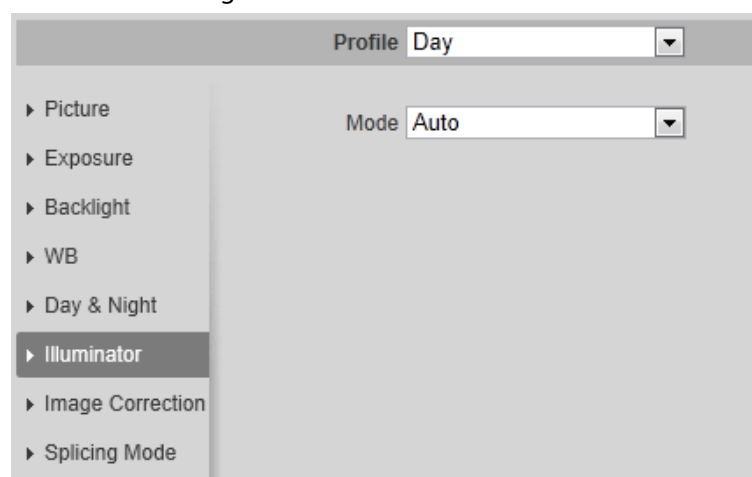 Profile Day
Mode Auto
Picture
Exposure
Backlight
WB
Day & Night
Illuminator
Image Correction
Splicing Mode